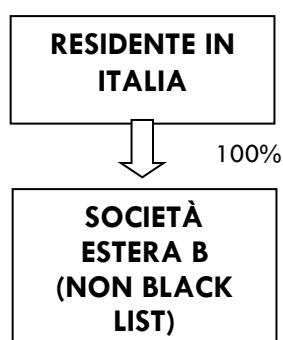 RESIDENTE IN
ITALIA
100%
SOCIETÀ
ESTERA B
(NON BLACK
LIST)